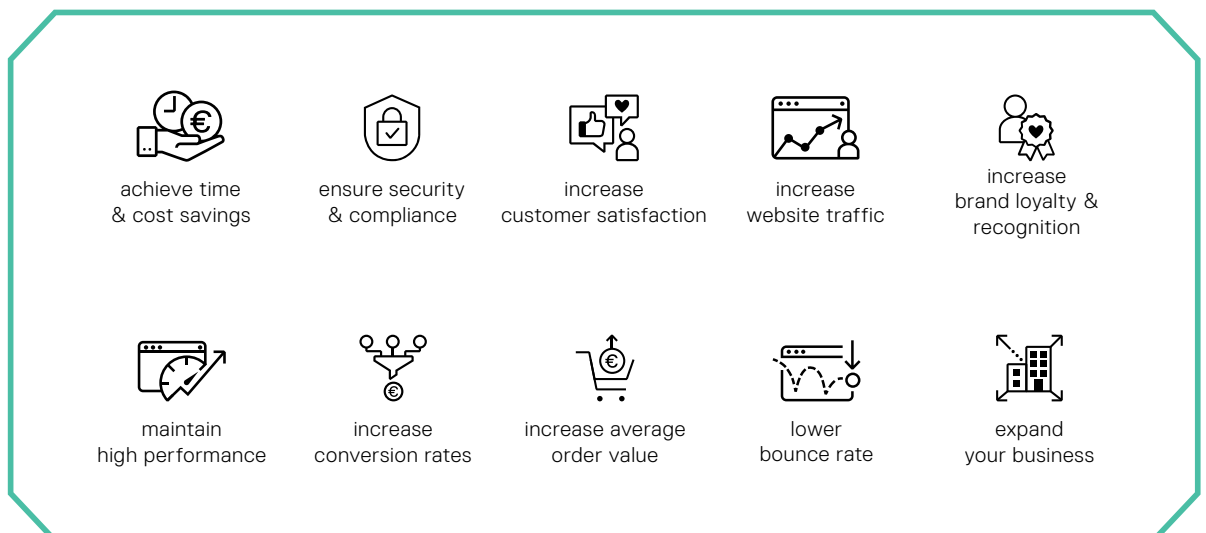 achieve time
& cost savings
ensure security
& compliance
increase
customer satisfaction
increase
website traffic
increase
brand loyalty &
recognition
maintain
high performance
€
increase
conversion rates
€
increase average
order value
lower
bounce rate
expand
your business